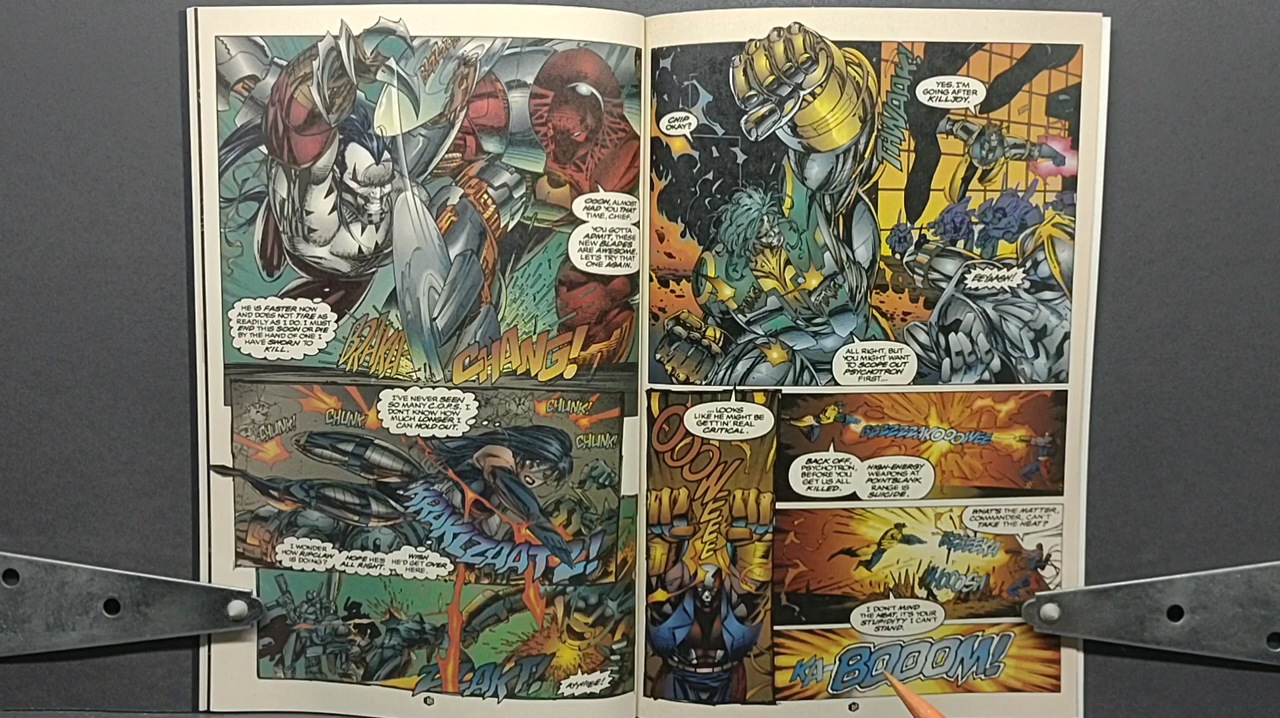 OOOH, ALMOST
HAD YOU THAT
TIME, CHIEF.
YOU GOTTA
ADMIT, THESE
NEW BLADES
ARE AWESOME.
LET'S TRY THAT
ONE AGAIN.
HE IS FASTER NOW
AND DOES NOT TIRE AS
READILY AS I DO. I MUST
END THIS SOON OR DIE
BY THE HAND OF ONE I
HAVE SWORN TO
KILL.
CHANG!
I'VE NEVER SEEN
SO MANY C.O.P.S. I
DON'T KNOW HOW
MUCH LONGER I
CAN HOLD OUT.
CHUNK!
CHUNK!
CHUNK!
CHUNK!
I WONDER
HOW RIPCLAW
IS DOING?
HOPE HE'S
ALL RIGHT.
WISH
HE'D GET OVER
HERE.
CHIP
OKAY?
YES, I'M
GOING AFTER
KILLJOY.
EEYAAGH!
ALL RIGHT, BUT
YOU MIGHT WANT
TO SCOPE OUT
PSYCHOTRON
FIRST...
...LOOKS
LIKE HE MIGHT BE
GETTIN' REAL
CRITICAL.
OOOWEEEE
BACK OFF,
PSYCHOTRON,
BEFORE YOU
GET US ALL
KILLED.
HIGH-ENERGY
WEAPONS AT
POINTBLANK
RANGE IS
SUICIDE.
WHAT'S THE MATTER,
COMMANDER, CAN'T
TAKE THE HEAT?
I DON'T MIND
THE HEAT, IT'S YOUR
STUPIDITY I CAN'T
STAND.
KA-BOOOM!